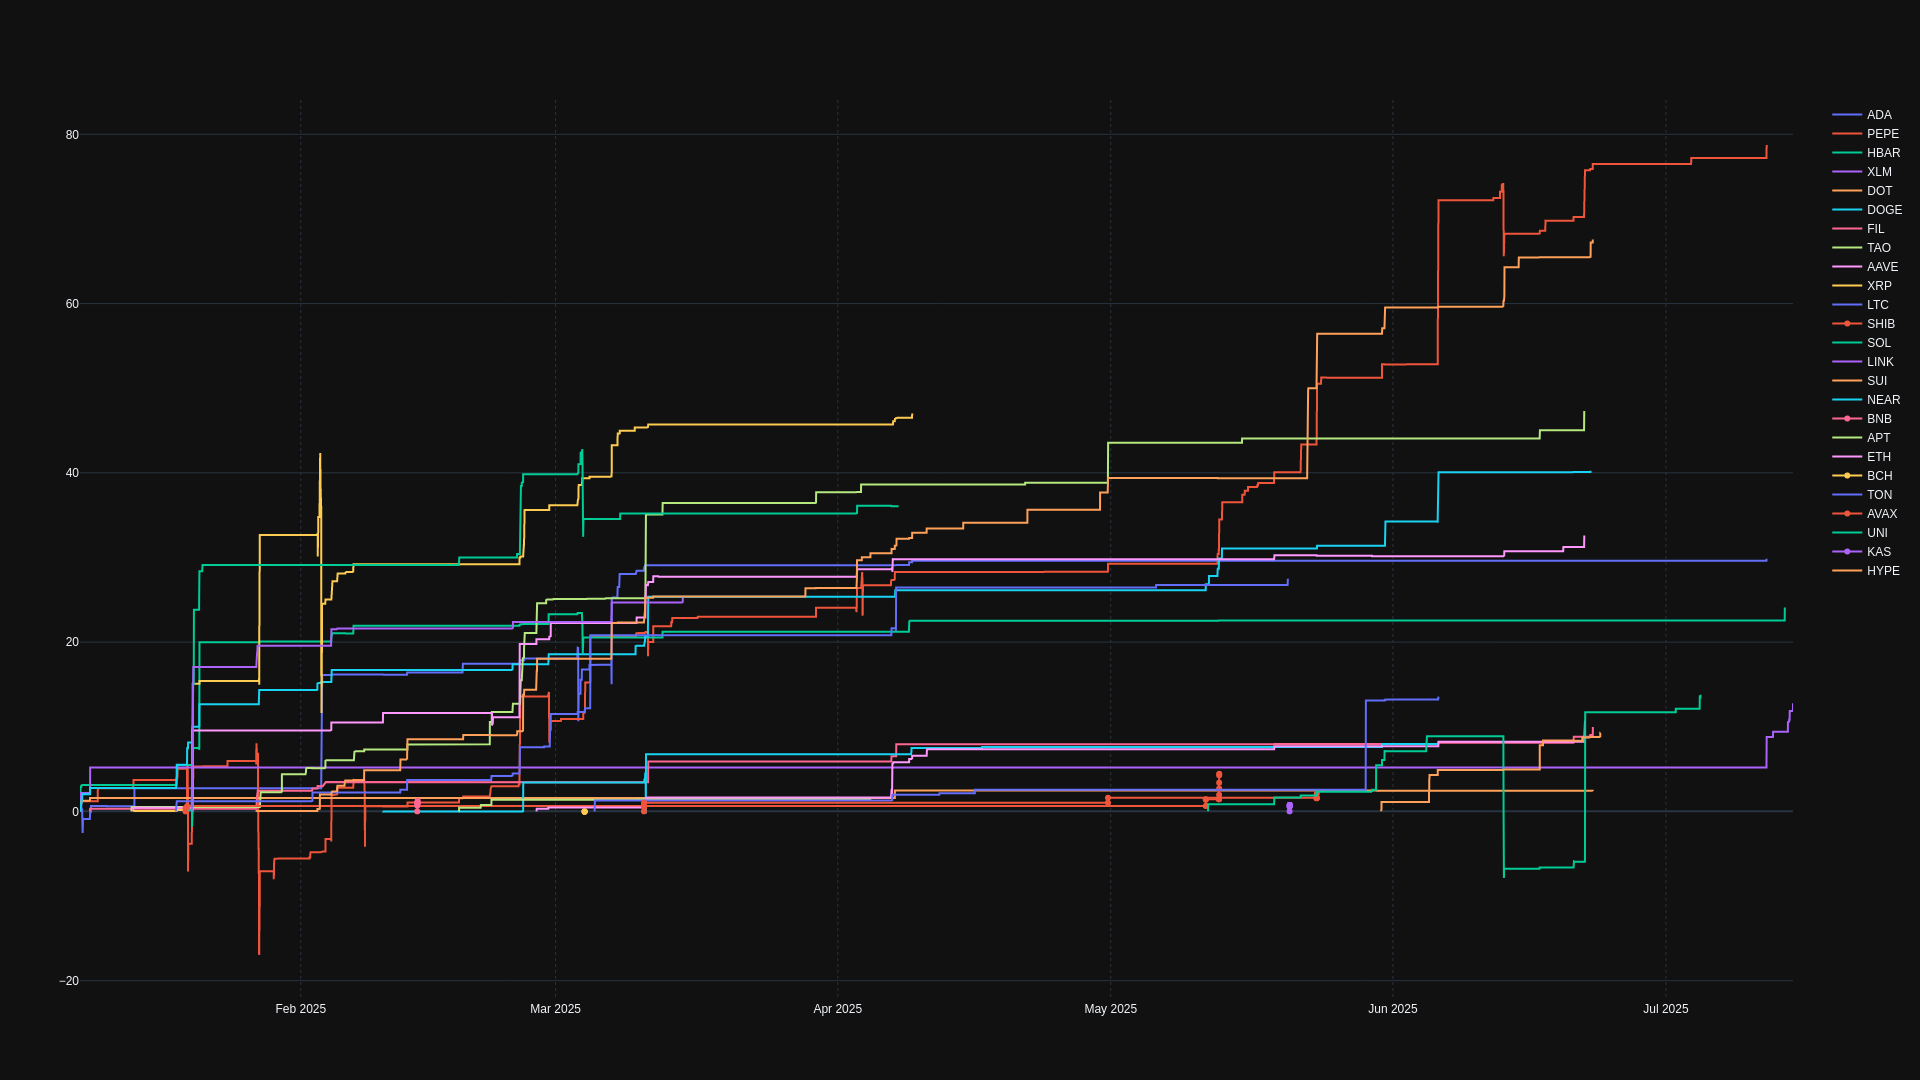 80
60
40
20
0
−20
Feb 2025
Mar 2025
Apr 2025
May 2025
Jun 2025
Jul 2025
ADA
PEPE
HBAR
XLM
DOT
DOGE
FIL
TAO
AAVE
XRP
LTC
SHIB
SOL
LINK
SUI
NEAR
BNB
APT
ETH
BCH
TON
AVAX
UNI
KAS
HYPE